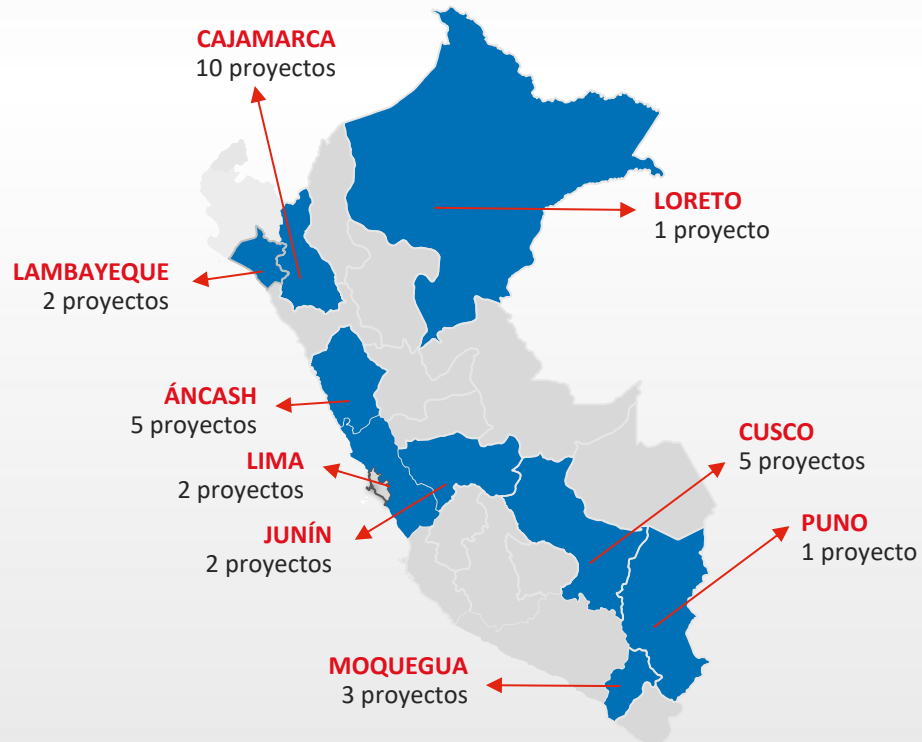 CAJAMARCA
10 proyectos
LORETO
1 proyecto
LAMBAYEQUE
2 proyectos
ÁNCASH
5 proyectos
LIMA
2 proyectos
JUNÍN
2 proyectos
CUSCO
5 proyectos
PUNO
1 proyecto
MOQUEGUA
3 proyectos